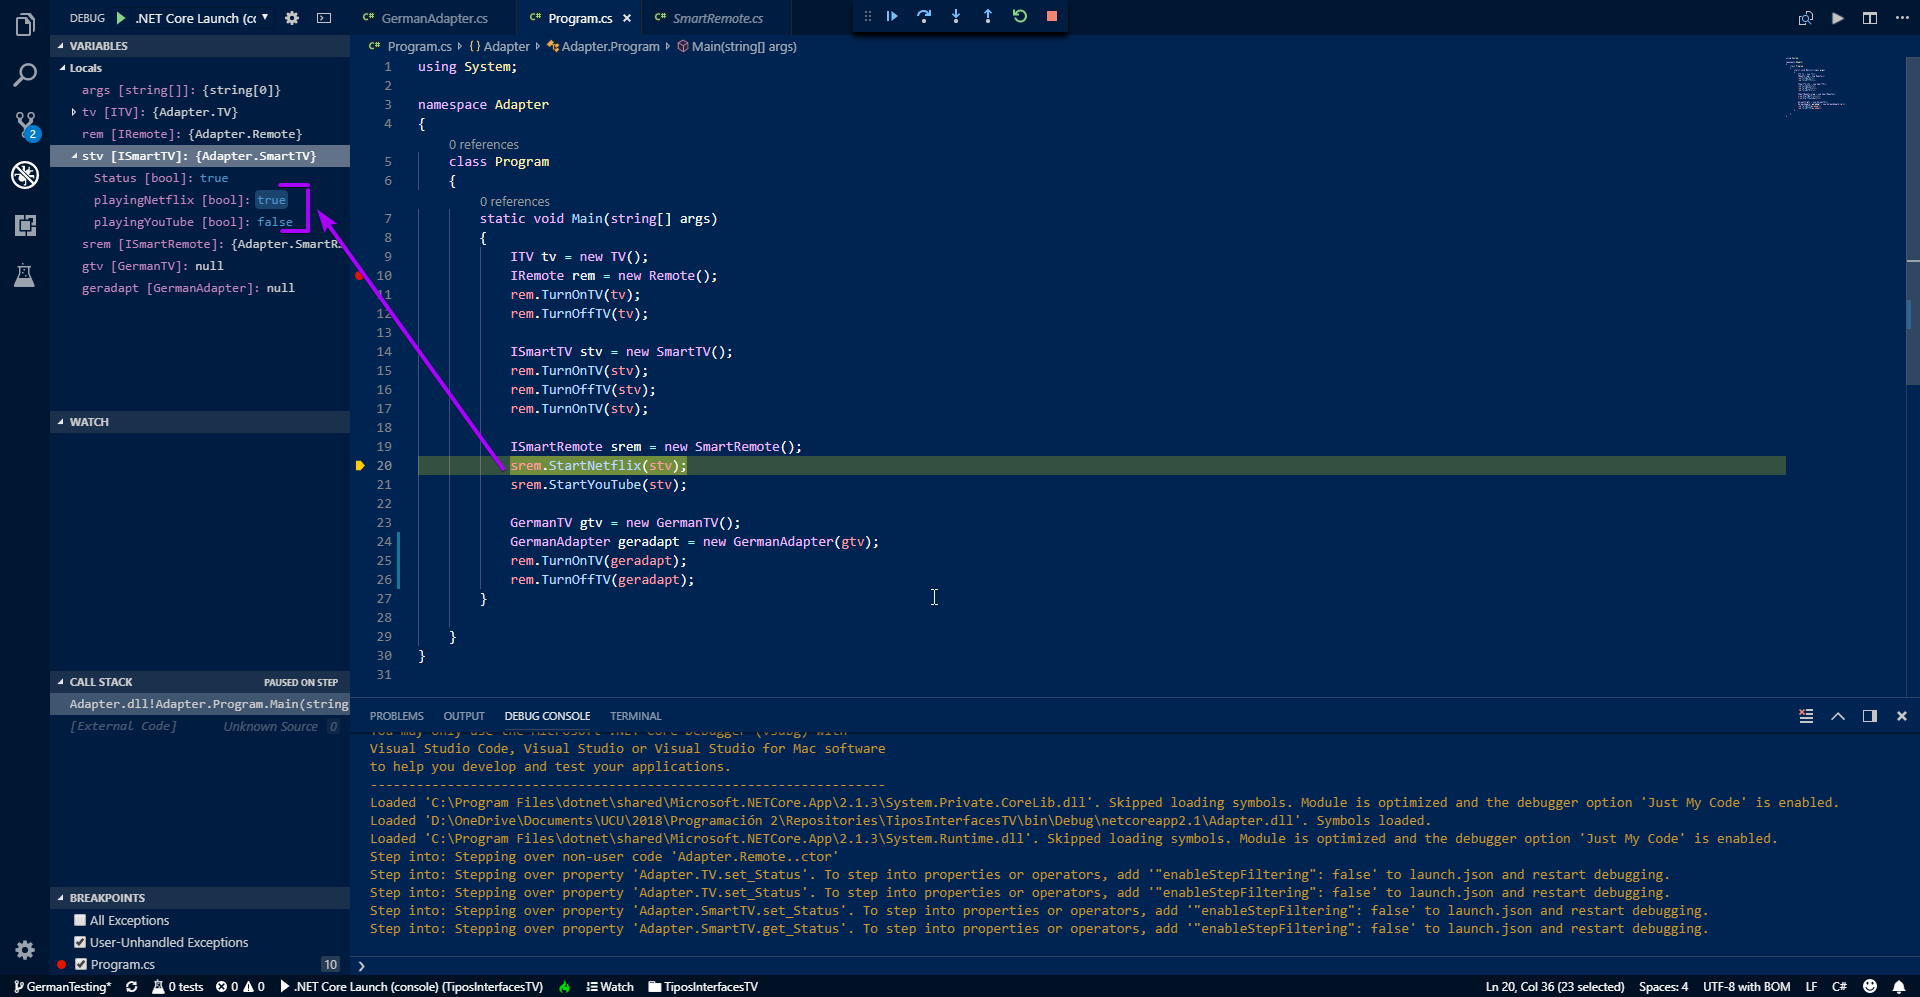 DEBUG .NET Core Launch (co
GermanAdapter.cs
Program.cs
SmartRemote.cs
VARIABLES
Locals
args [string[]]: {string[0]}
tv [ITV]: {Adapter.TV}
rem [IRemote]: {Adapter.Remote}
stv [ISmartTV]: {Adapter.SmartTV}
Status [bool]: true
playingNetflix [bool]: true
playingYouTube [bool]: false
srem [ISmartRemote]: {Adapter.SmartR…
gtv [GermanTV]: null
geradapt [GermanAdapter]: null
WATCH
CALL STACK PAUSED ON STEP
Adapter.dll!Adapter.Program.Main(string
[External Code] Unknown Source 0
BREAKPOINTS
All Exceptions
User-Unhandled Exceptions
Program.cs 10
2
C# Program.cs {} Adapter Adapter.Program Main(string[] args)
1 using System;
2
3 namespace Adapter
4 {
0 references
5 class Program
6 {
0 references
7 static void Main(string[] args)
8 {
9 ITV tv = new TV();
10 IRemote rem = new Remote();
11 rem.TurnOnTV(tv);
12 rem.TurnOffTV(tv);
13
14 ISmartTV stv = new SmartTV();
15 rem.TurnOnTV(stv);
16 rem.TurnOffTV(stv);
17 rem.TurnOnTV(stv);
18
19 ISmartRemote srem = new SmartRemote();
20 srem.StartNetflix(stv);
21 srem.StartYouTube(stv);
22
23 GermanTV gtv = new GermanTV();
24 GermanAdapter geradapt = new GermanAdapter(gtv);
25 rem.TurnOnTV(geradapt);
26 rem.TurnOffTV(geradapt);
27 }
28
29 }
30 }
31
PROBLEMS OUTPUT DEBUG CONSOLE TERMINAL
You may only use the Microsoft .NET Core Debugger (vsdbg) with
Visual Studio Code, Visual Studio or Visual Studio for Mac software
to help you develop and test your applications.
-------------------------------------------------------------------
Loaded 'C:\Program Files\dotnet\shared\Microsoft.NETCore.App\2.1.3\System.Private.CoreLib.dll'. Skipped loading symbols. Module is optimized and the debugger option 'Just My Code' is enabled.
Loaded 'D:\OneDrive\Documents\UCU\2018\Programación 2\Repositories\TiposInterfacesTV\bin\Debug\netcoreapp2.1\Adapter.dll'. Symbols loaded.
Loaded 'C:\Program Files\dotnet\shared\Microsoft.NETCore.App\2.1.3\System.Runtime.dll'. Skipped loading symbols. Module is optimized and the debugger option 'Just My Code' is enabled.
Step into: Stepping over non-user code 'Adapter.Remote..ctor'
Step into: Stepping over property 'Adapter.TV.set_Status'. To step into properties or operators, add '"enableStepFiltering": false' to launch.json and restart debugging.
Step into: Stepping over property 'Adapter.TV.set_Status'. To step into properties or operators, add '"enableStepFiltering": false' to launch.json and restart debugging.
Step into: Stepping over property 'Adapter.SmartTV.set_Status'. To step into properties or operators, add '"enableStepFiltering": false' to launch.json and restart debugging.
Step into: Stepping over property 'Adapter.SmartTV.get_Status'. To step into properties or operators, add '"enableStepFiltering": false' to launch.json and restart debugging.
GermanTesting* 0 tests 0 0 .NET Core Launch (console) (TiposInterfacesTV) Watch TiposInterfacesTV Ln 20, Col 36 (23 selected) Spaces: 4 UTF-8 with BOM LF C#